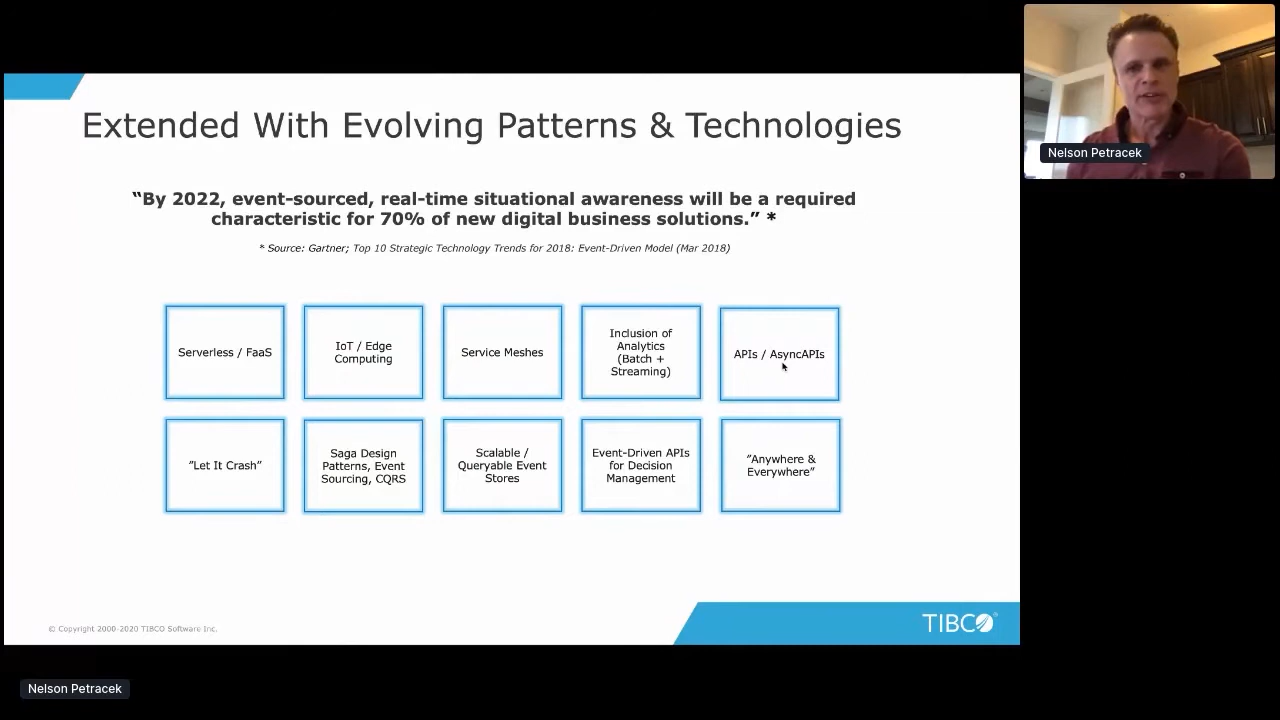 Extended With Evolving Patterns & Technologies
“By 2022, event-sourced, real-time situational awareness will be a required
characteristic for 70% of new digital business solutions.” *
* Source: Gartner; Top 10 Strategic Technology Trends for 2018: Event-Driven Model (Mar 2018)
Serverless / FaaS
IoT / Edge
Computing
Service Meshes
Inclusion of
Analytics
(Batch +
Streaming)
APIs / AsyncAPIs
”Let It Crash”
Saga Design
Patterns, Event
Sourcing, CQRS
Scalable /
Queryable Event
Stores
Event-Driven APIs
for Decision
Management
”Anywhere &
Everywhere”
© Copyright 2000-2020 TIBCO Software Inc.
TIBCO®
Nelson Petracek
Nelson Petracek